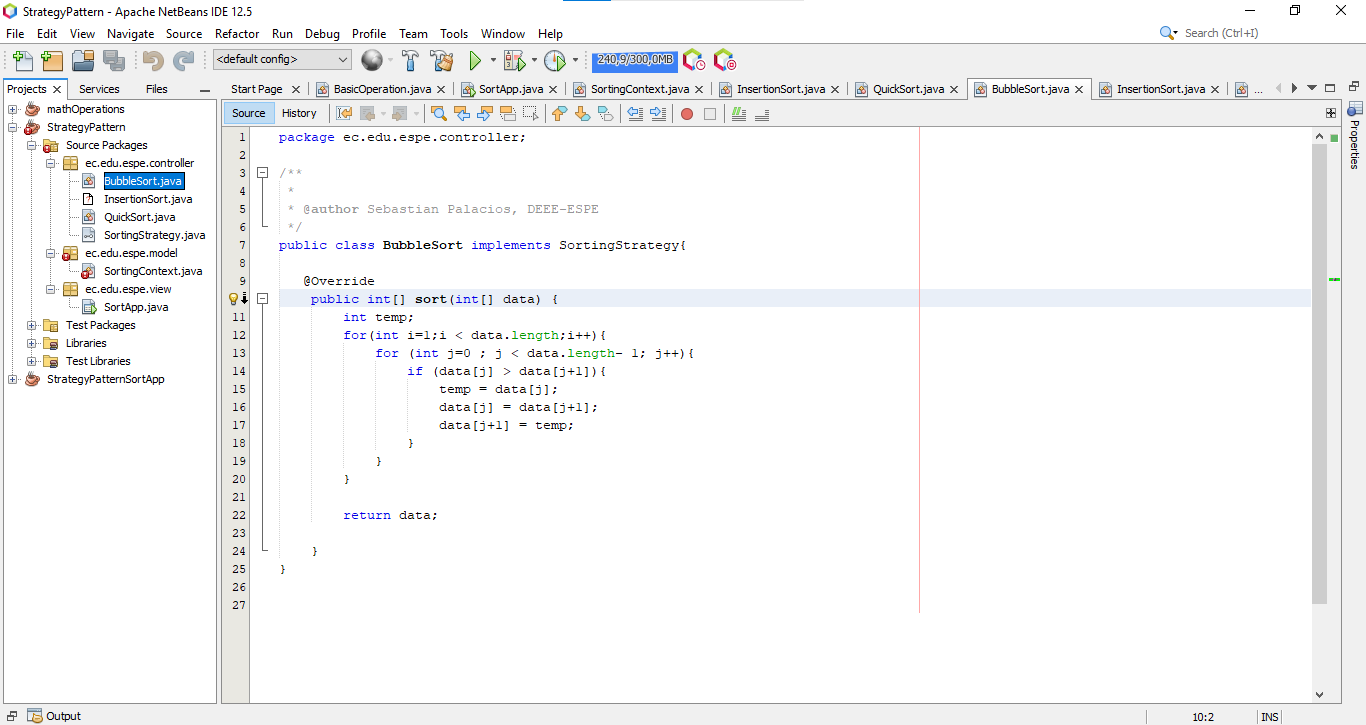 StrategyPattern - Apache NetBeans IDE 12.5
File Edit View Navigate Source Refactor Run Debug Profile Team Tools Window Help
Search (Ctrl+I)
<default config>
240,9/300,0MB
Projects Services Files
Start Page BasicOperation.java SortApp.java SortingContext.java InsertionSort.java QuickSort.java BubbleSort.java InsertionSort.java ...
Source History
mathOperations
StrategyPattern
Source Packages
ec.edu.espe.controller
BubbleSort.java
InsertionSort.java
QuickSort.java
SortingStrategy.java
ec.edu.espe.model
SortingContext.java
ec.edu.espe.view
SortApp.java
Test Packages
Libraries
Test Libraries
StrategyPatternSortApp
1 package ec.edu.espe.controller;
2
3 /**
4 *
5 * @author Sebastian Palacios, DEEE-ESPE
6 */
7 public class BubbleSort implements SortingStrategy{
8
9 @Override
public int[] sort(int[] data) {
11 int temp;
12 for(int i=1;i < data.length;i++){
13 for (int j=0 ; j < data.length- 1; j++){
14 if (data[j] > data[j+1]){
15 temp = data[j];
16 data[j] = data[j+1];
17 data[j+1] = temp;
18 }
19 }
20 }
21
22 return data;
23
24 }
25 }
26
27
Properties
Output
10:2 INS